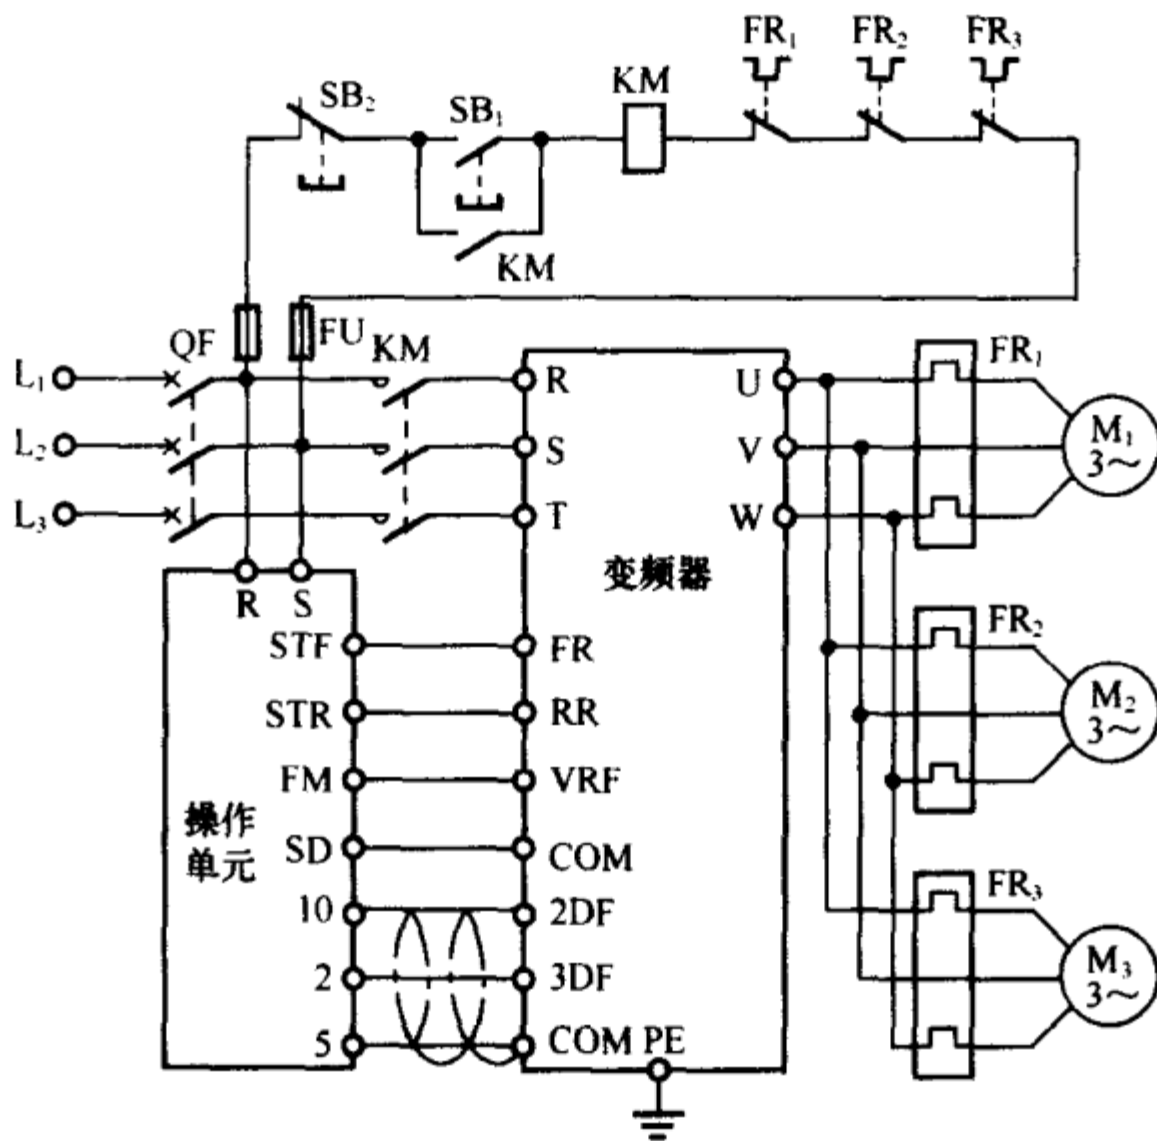 FR₁ FR₂ FR₃
SB₂ SB₁ KM
KM
QF FU KM
L₁ R U FR₁
L₂ S V M₁
3～
L₃ T W
变频器
R S
STF FR FR₂
STR RR M₂
3～
FM VRF
操作
单元
SD COM
10 2DF FR₃
2 3DF M₃
3～
5 COM PE